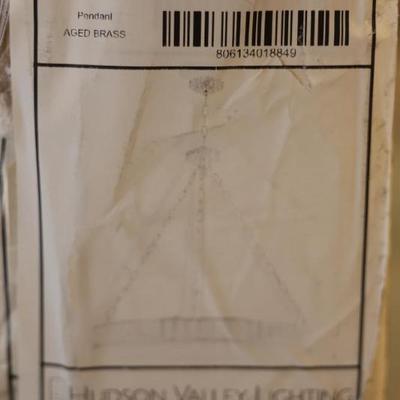 Pendant
AGED BRASS
806134018849
HUDSON VALLEY LIGHTING